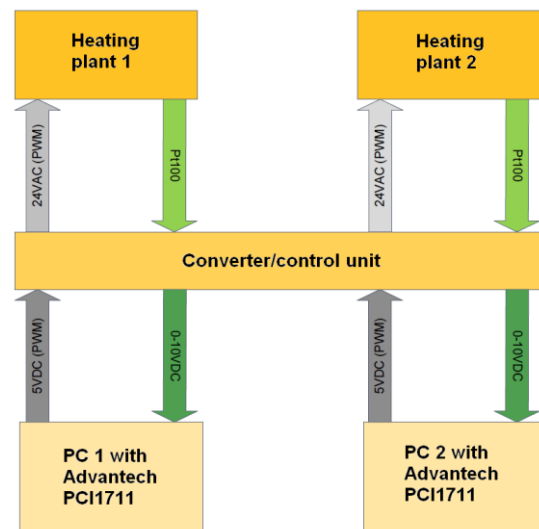 Heating
plant 1
Heating
plant 2
24VAC (PWM)
Pt100
24VAC (PWM)
Pt100
Converter/control unit
5VDC (PWM)
0-10VDC
5VDC (PWM)
0-10VDC
PC 1 with
Advantech
PCI1711
PC 2 with
Advantech
PCI1711